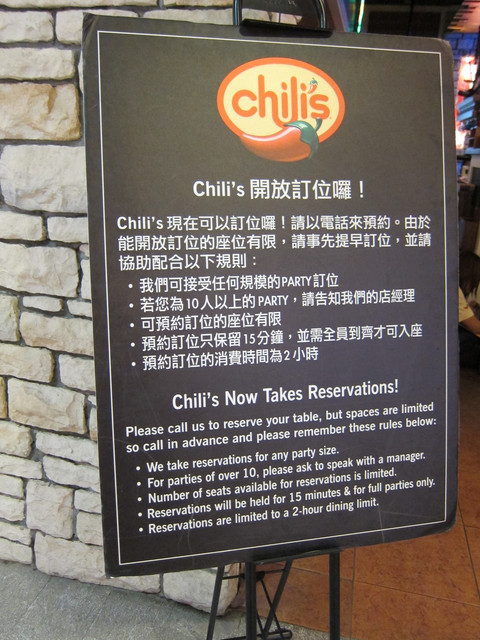 chili's
Chili's 開放訂位囉！
Chili's 現在可以訂位囉！請以電話來預約。由於
能開放訂位的座位有限，請事先提早訂位，並請
協助配合以下規則：
• 我們可接受任何規模的PARTY訂位
• 若您為10人以上的PARTY，請告知我們的店經理
• 可預約訂位的座位有限
• 預約訂位只保留15分鐘，並需全員到齊才可入座
• 預約訂位的消費時間為2小時
Chili's Now Takes Reservations!
Please call us to reserve your table, but spaces are limited
so call in advance and please remember these rules below:
• We take reservations for any party size.
• For parties of over 10, please ask to speak with a manager.
• Number of seats available for reservations is limited.
• Reservations will be held for 15 minutes & for full parties only.
• Reservations are limited to a 2-hour dining limit.